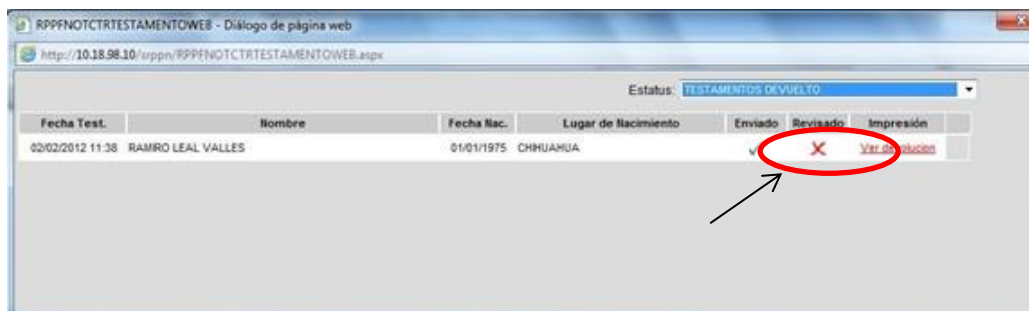 RPPFNOTCTRTESTAMENTOWEB - Diálogo de página web
http://10.18.98.10/srppn/RPPFNOTCTRTESTAMENTOWEB.aspx
Estatus: TESTAMENTOS DEVUELTO
Fecha Test. Nombre Fecha Nac. Lugar de Nacimiento Enviado Revisado Impresión
02/02/2012 11:38 RAMIRO LEAL VALLES 01/01/1975 CHIHUAHUA Ver devolucion